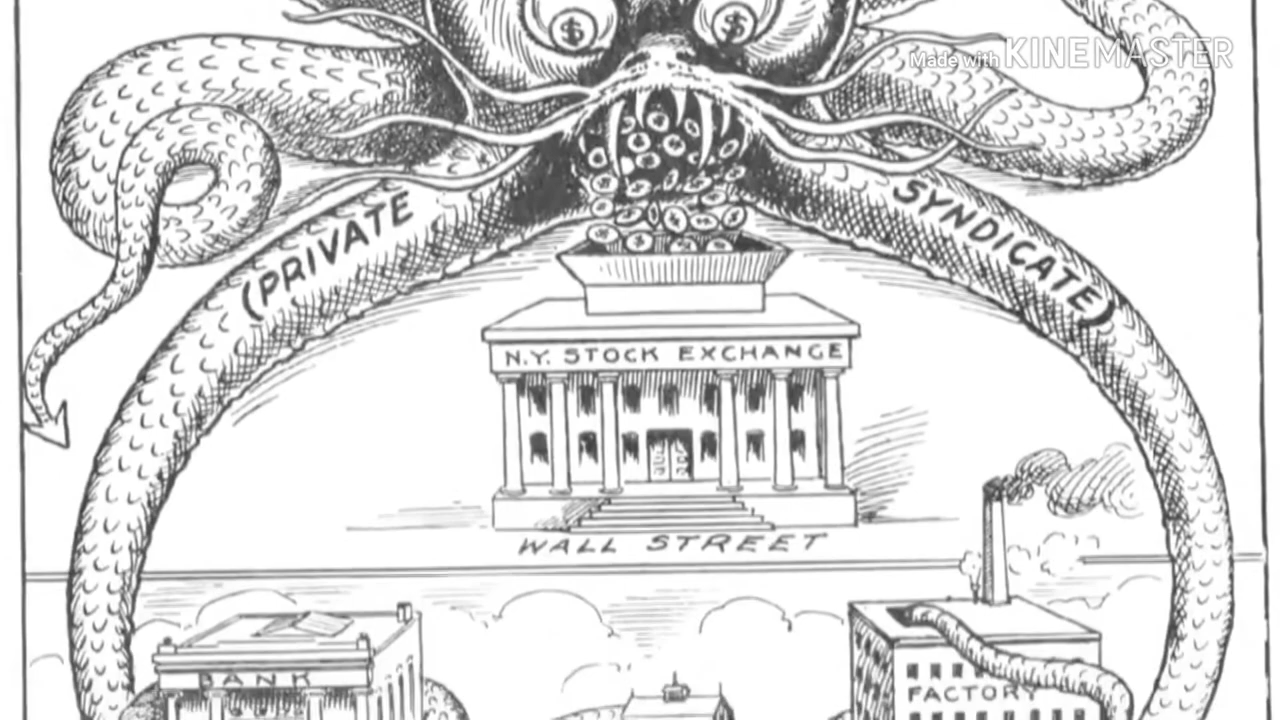 $ $
Made with KINEMASTER
(PRIVATE
SYNDICATE)
N.Y. STOCK EXCHANGE
WALL STREET
BANK
FACTORY